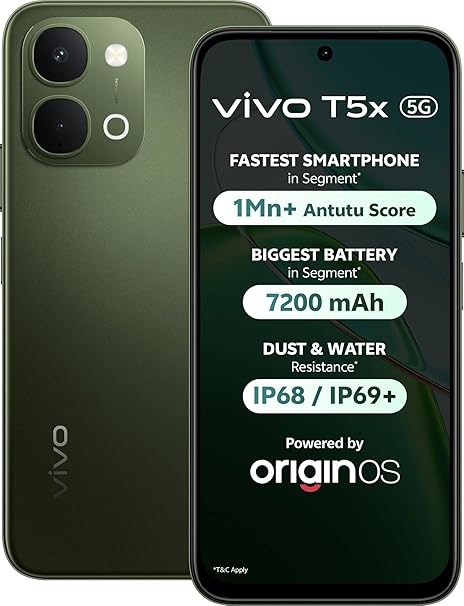 vivo T5x 5G
FASTEST SMARTPHONE
in Segment*
1Mn+ Antutu Score
BIGGEST BATTERY
in Segment*
7200 mAh
DUST & WATER
Resistance*
IP68 / IP69+
Powered by
originOS
*T&C Apply
vivo